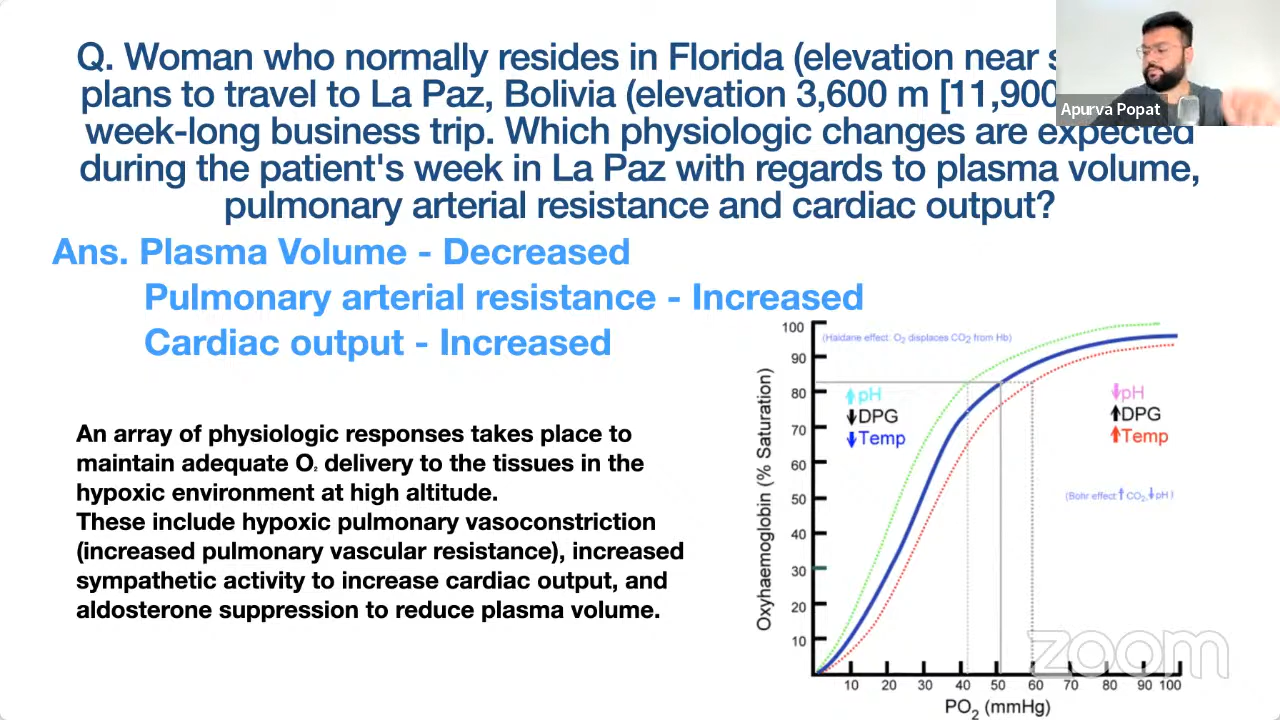 Q. Woman who normally resides in Florida (elevation near
plans to travel to La Paz, Bolivia (elevation 3,600 m [11,900
week-long business trip. Which physiologic changes are expected
during the patient's week in La Paz with regards to plasma volume,
pulmonary arterial resistance and cardiac output?
Apurva Popat
Ans. Plasma Volume - Decreased
Pulmonary arterial resistance - Increased
Cardiac output - Increased
An array of physiologic responses takes place to
maintain adequate O₂ delivery to the tissues in the
hypoxic environment at high altitude.
These include hypoxic pulmonary vasoconstriction
(increased pulmonary vascular resistance), increased
sympathetic activity to increase cardiac output, and
aldosterone suppression to reduce plasma volume.
Oxyhaemoglobin (% Saturation)
100
90
80
70
60
50
40
30
20
10
(Haldane effect: O₂ displaces CO₂ from Hb)
↑pH
↓DPG
↓Temp
↓pH
↑DPG
↑Temp
(Bohr effect:↑ CO₂,↓pH )
10 20 30 40 50 60 70 80 90 100
PO₂ (mmHg)
zoom